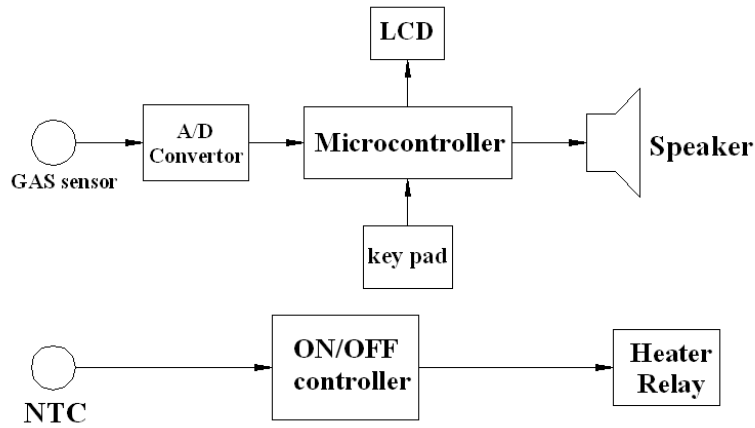 LCD
A/D
Convertor
Microcontroller
Speaker
GAS sensor
key pad
ON/OFF
controller
Heater
Relay
NTC